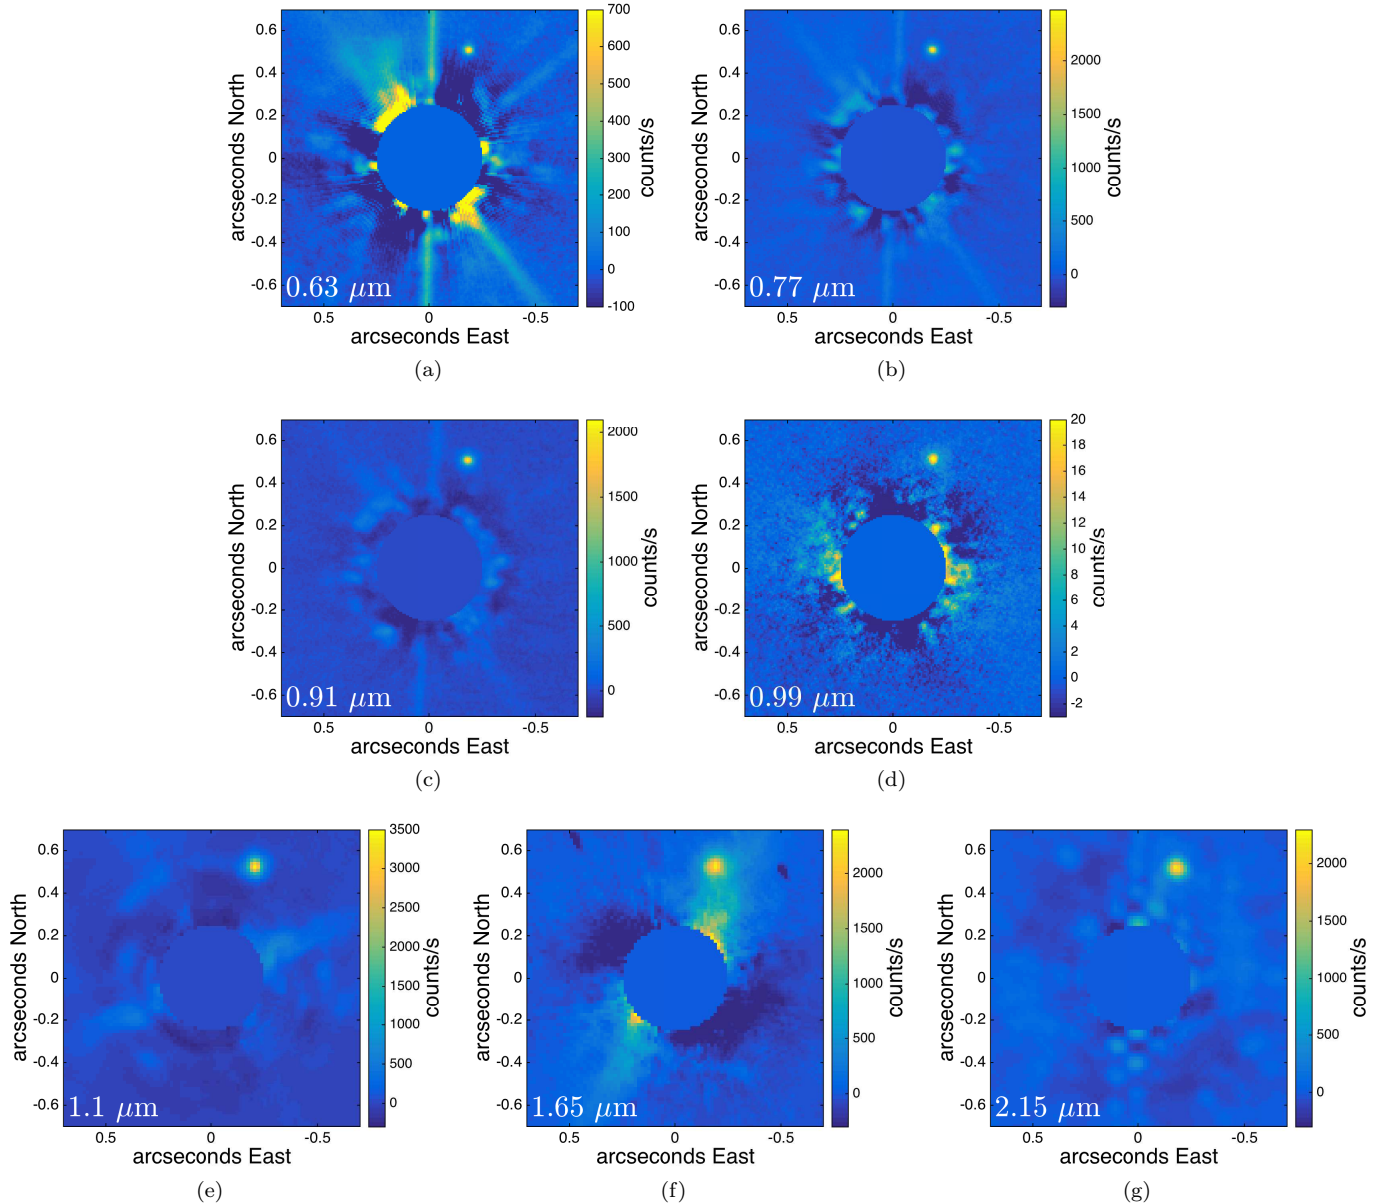 0.6
0.4
0.2
0
-0.2
-0.4
-0.6
arcseconds North
0.63 μm
0.5 0 -0.5
arcseconds East
700
600
500
400
300
200
100
0
-100
counts/s
(a)
0.6
0.4
0.2
0
-0.2
-0.4
-0.6
arcseconds North
0.77 μm
0.5 0 -0.5
arcseconds East
2000
1500
1000
500
0
counts/s
(b)
0.6
0.4
0.2
0
-0.2
-0.4
-0.6
arcseconds North
0.91 μm
0.5 0 -0.5
arcseconds East
2000
1500
1000
500
0
counts/s
(c)
0.6
0.4
0.2
0
-0.2
-0.4
-0.6
arcseconds North
0.99 μm
0.5 0 -0.5
arcseconds East
20
18
16
14
12
10
8
6
4
2
0
-2
counts/s
(d)
0.6
0.4
0.2
0
-0.2
-0.4
-0.6
arcseconds North
1.1 μm
0.5 0 -0.5
arcseconds East
3500
3000
2500
2000
1500
1000
500
0
counts/s
(e)
0.6
0.4
0.2
0
-0.2
-0.4
-0.6
arcseconds North
1.65 μm
0.5 0 -0.5
arcseconds East
2000
1500
1000
500
0
counts/s
(f)
0.6
0.4
0.2
0
-0.2
-0.4
-0.6
arcseconds North
2.15 μm
0.5 0 -0.5
arcseconds East
2000
1500
1000
500
0
counts/s
(g)